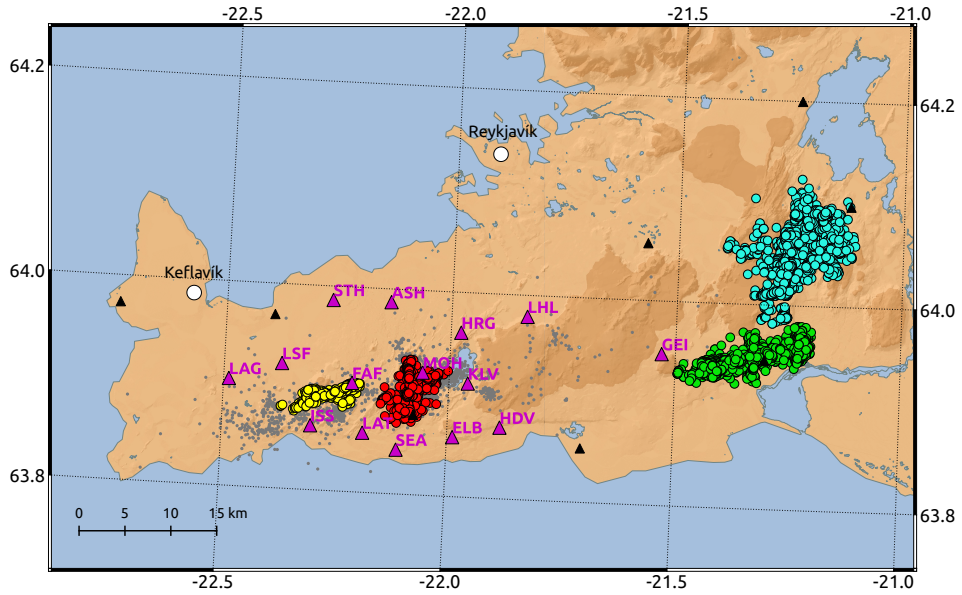 -22.5 -22.0 -21.5 -21.0
64.2
64.2
Reykjavík
64.0
Keflavík
STH
ASH
64.0
LHL
HRG
GEI
LSF
MOH
LAG
FAF
KLV
ISS
HDV
LAT
ELB
SEA
63.8
0 5 10 15 km
63.8
-22.5 -22.0 -21.5 -21.0